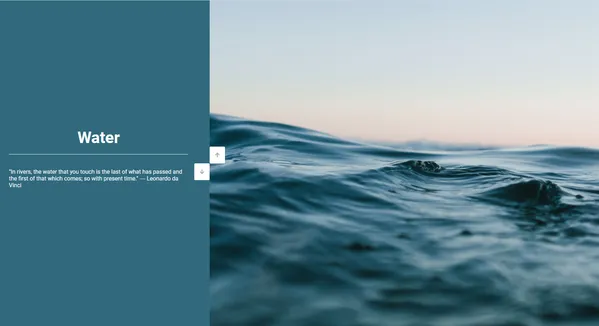 Water
"In rivers, the water that you touch is the last of what has passed and
the first of that which comes; so with present time." — Leonardo da
Vinci